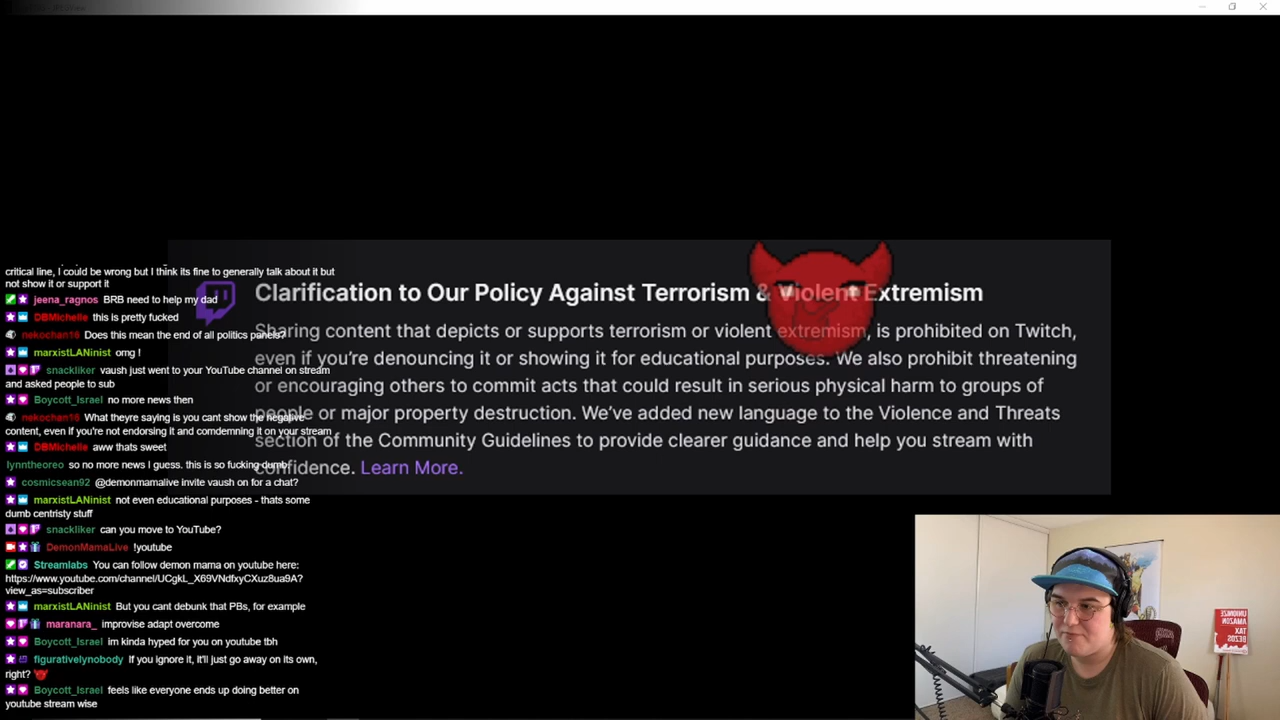 critical line, I could be wrong but I think its fine to generally talk about it but
not show it or support it
jeena_ragnos BRB need to help my dad
DBMichelle this is pretty fucked
nekochan16 Does this mean the end of all politics panels?
marxistLANinist omg !
snackliker vaush just went to your YouTube channel on stream
and asked people to sub
Boycott_Israel no more news then
nekochan16 What theyre saying is you cant show the negative
content, even if you're not endorsing it and comdemning it on your stream
DBMichelle aww thats sweet
lynntheoreo so no more news I guess. this is so fucking dumb
cosmicsean92 @demonmamalive invite vaush on for a chat?
marxistLANinist not even educational purposes - thats some
dumb centristy stuff
snackliker can you move to YouTube?
DemonMamaLive !youtube
Streamlabs You can follow demon mama on youtube here:
https://www.youtube.com/channel/UCgkL_X69VNdfxyCXuz8ua9A?
view_as=subscriber
marxistLANinist But you cant debunk that PBs, for example
maranara_ improvise adapt overcome
Boycott_Israel im kinda hyped for you on youtube tbh
figurativelynobody If you ignore it, it'll just go away on its own,
right?
Boycott_Israel feels like everyone ends up doing better on
youtube stream wise
Clarification to Our Policy Against Terrorism & Violent Extremism
Sharing content that depicts or supports terrorism or violent extremism, is prohibited on Twitch,
even if you're denouncing it or showing it for educational purposes. We also prohibit threatening
or encouraging others to commit acts that could result in serious physical harm to groups of
people or major property destruction. We've added new language to the Violence and Threats
section of the Community Guidelines to provide clearer guidance and help you stream with
confidence. Learn More.
UNIONIZE
AMAZON
TAX
BEZOS